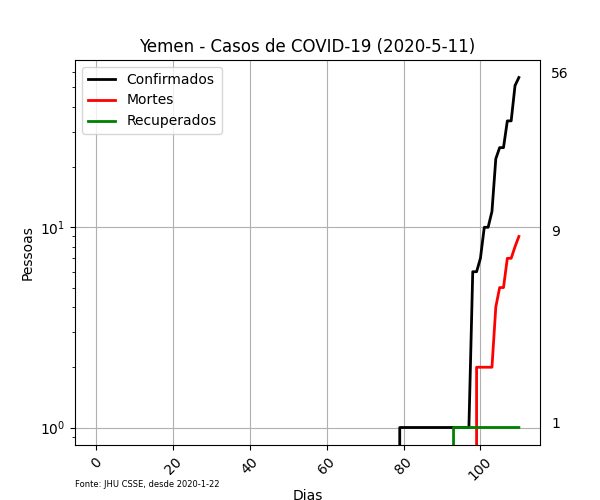 Yemen - Casos de COVID-19 (2020-5-11)
Confirmados
Mortes
Recuperados
56
9
1
Pessoas
10¹
10⁰
0
20
40
60
80
100
Dias
Fonte: JHU CSSE, desde 2020-1-22